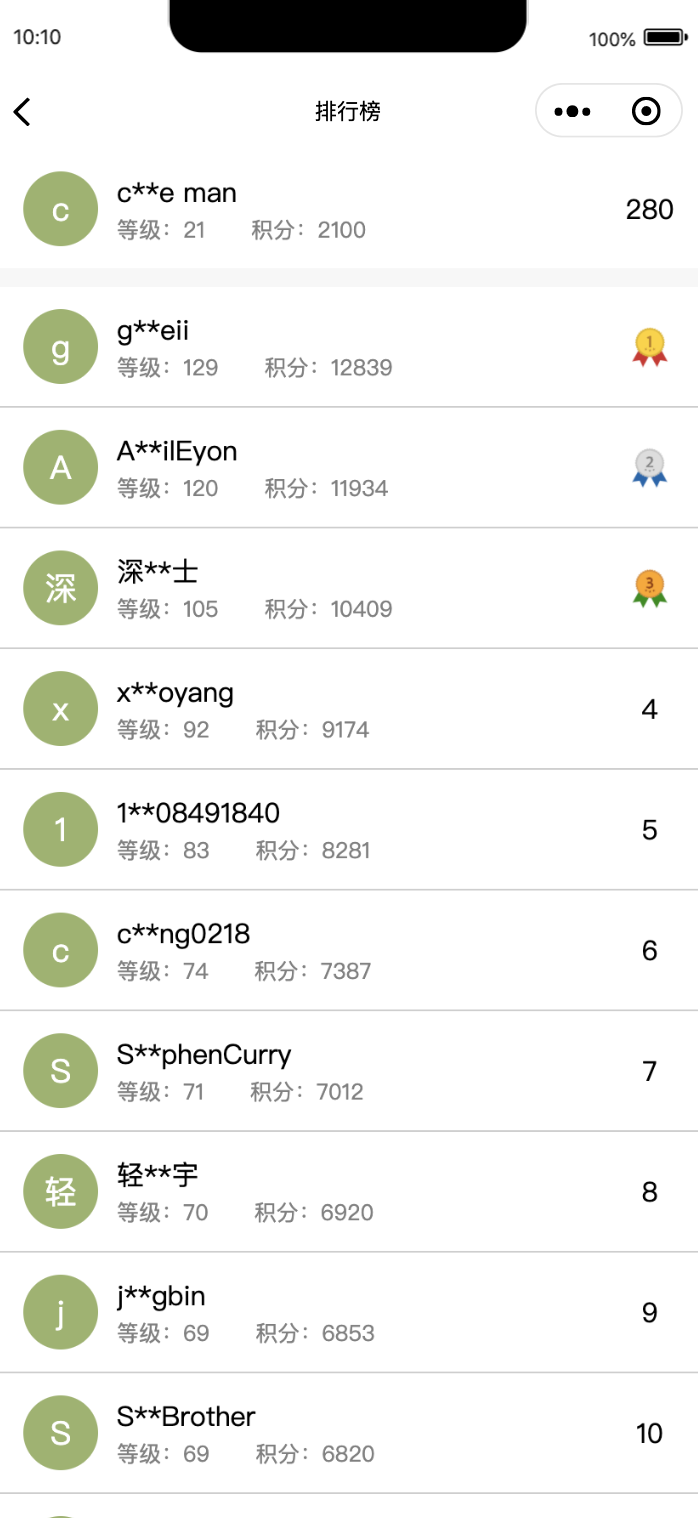 10:10
100%
排行榜
c
c**e man
等级：21 积分：2100
280
g
g**eii
等级：129 积分：12839
1
A
A**ilEyon
等级：120 积分：11934
2
深
深**士
等级：105 积分：10409
3
x
x**oyang
等级：92 积分：9174
4
1
1**08491840
等级：83 积分：8281
5
c
c**ng0218
等级：74 积分：7387
6
S
S**phenCurry
等级：71 积分：7012
7
轻
轻**宇
等级：70 积分：6920
8
j
j**gbin
等级：69 积分：6853
9
S
S**Brother
等级：69 积分：6820
10